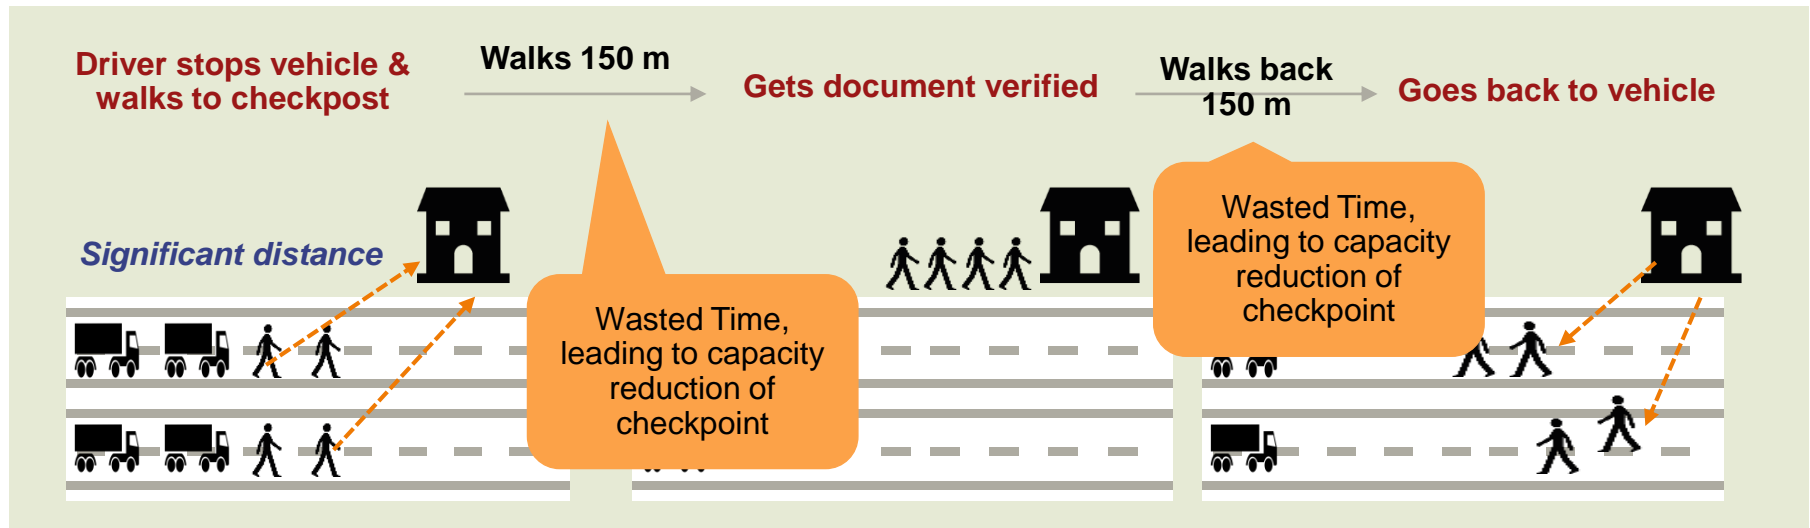 Driver stops vehicle &
walks to checkpost
Walks 150 m
Gets document verified
Walks back
150 m
Goes back to vehicle
Significant distance
Wasted Time,
leading to capacity
reduction of
checkpoint
Wasted Time,
leading to capacity
reduction of
checkpoint